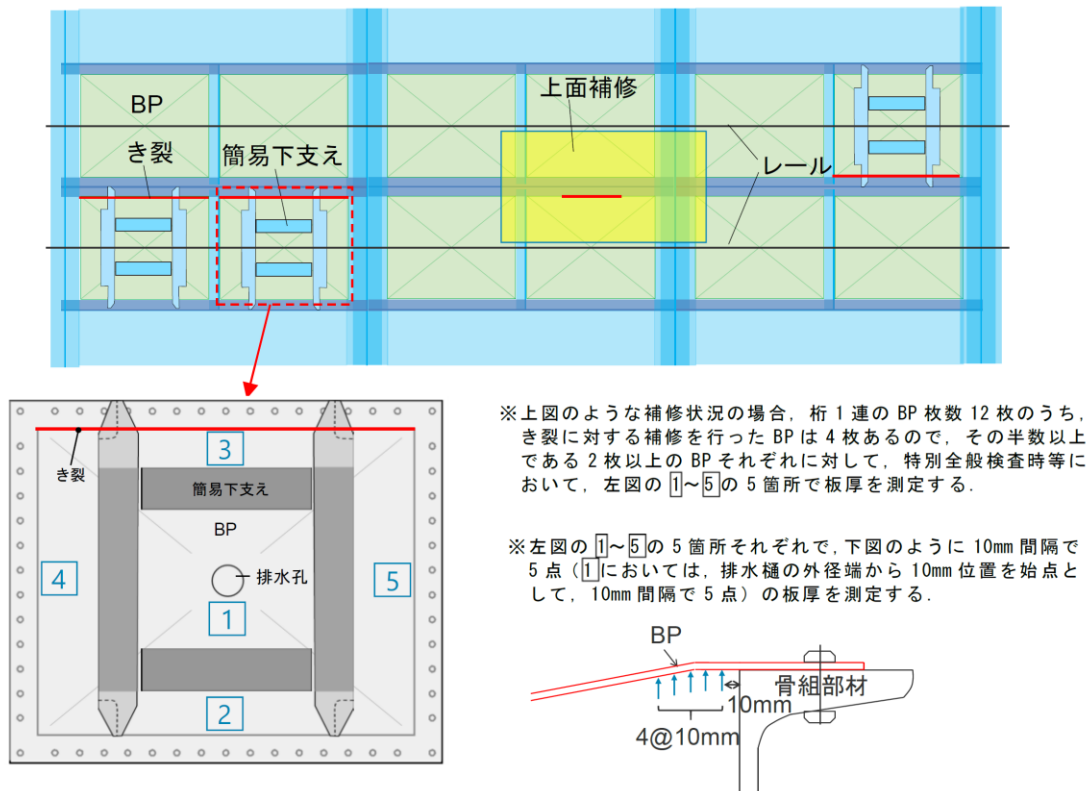 上面補修
BP
き裂
簡易下支え
レール
き裂
3
簡易下支え
BP
排水孔
4
5
1
2
※上図のような補修状況の場合，桁1連のBP枚数12枚のうち，
き裂に対する補修を行ったBPは4枚あるので，その半数以上
である2枚以上のBPそれぞれに対して，特別全般検査時等に
おいて，左図の1～5の5箇所で板厚を測定する．
※左図の1～5の5箇所それぞれで，下図のように10mm間隔で
5点（1においては，排水樋の外径端から10mm位置を始点と
して，10mm間隔で5点）の板厚を測定する．
BP
骨組部材
10mm
4@10mm